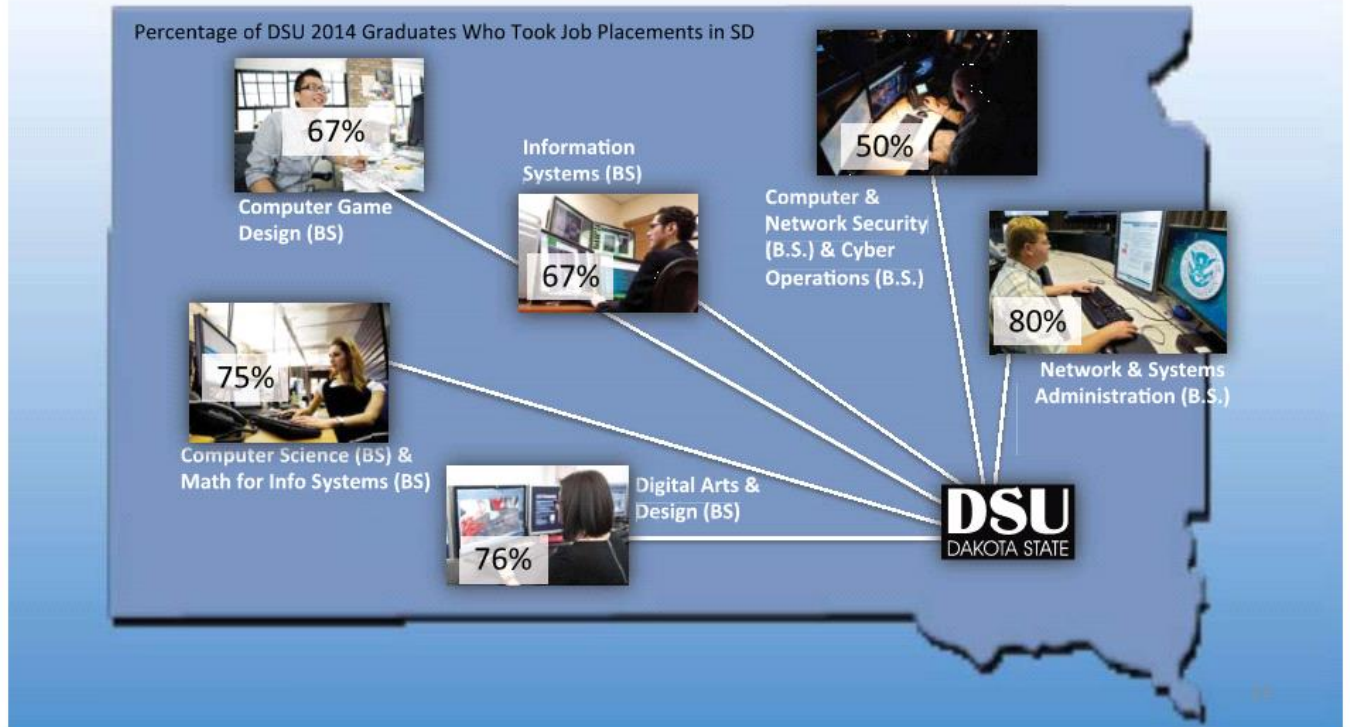 Percentage of DSU 2014 Graduates Who Took Job Placements in SD
67%
Computer Game
Design (BS)
Information
Systems (BS)
67%
50%
Computer &
Network Security
(B.S.) & Cyber
Operations (B.S.)
80%
Network & Systems
Administration (B.S.)
75%
Computer Science (BS) &
Math for Info Systems (BS)
76%
Digital Arts &
Design (BS)
DSU
DAKOTA STATE